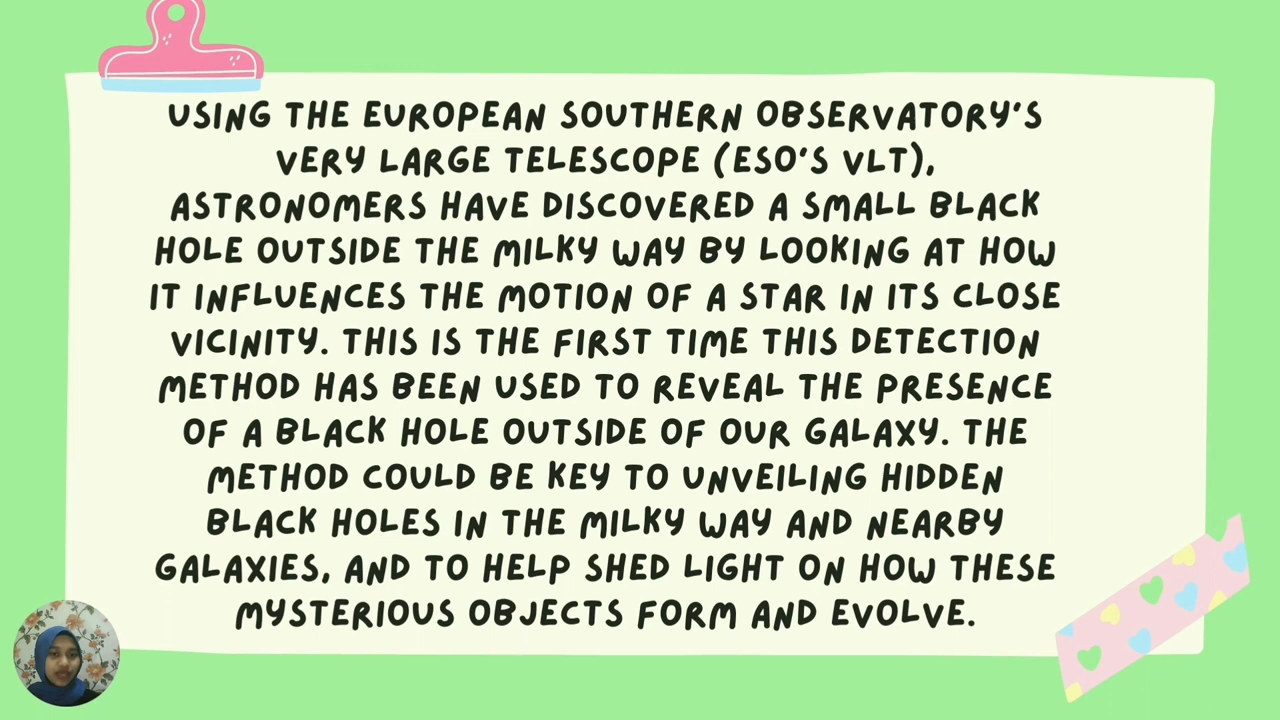 USING THE EUROPEAN SOUTHERN OBSERVATORY'S
VERY LARGE TELESCOPE (ESO'S VLT),
ASTRONOMERS HAVE DISCOVERED A SMALL BLACK
HOLE OUTSIDE THE MILKY WAY BY LOOKING AT HOW
IT INFLUENCES THE MOTION OF A STAR IN ITS CLOSE
VICINITY. THIS IS THE FIRST TIME THIS DETECTION
METHOD HAS BEEN USED TO REVEAL THE PRESENCE
OF A BLACK HOLE OUTSIDE OF OUR GALAXY. THE
METHOD COULD BE KEY TO UNVEILING HIDDEN
BLACK HOLES IN THE MILKY WAY AND NEARBY
GALAXIES, AND TO HELP SHED LIGHT ON HOW THESE
MYSTERIOUS OBJECTS FORM AND EVOLVE.